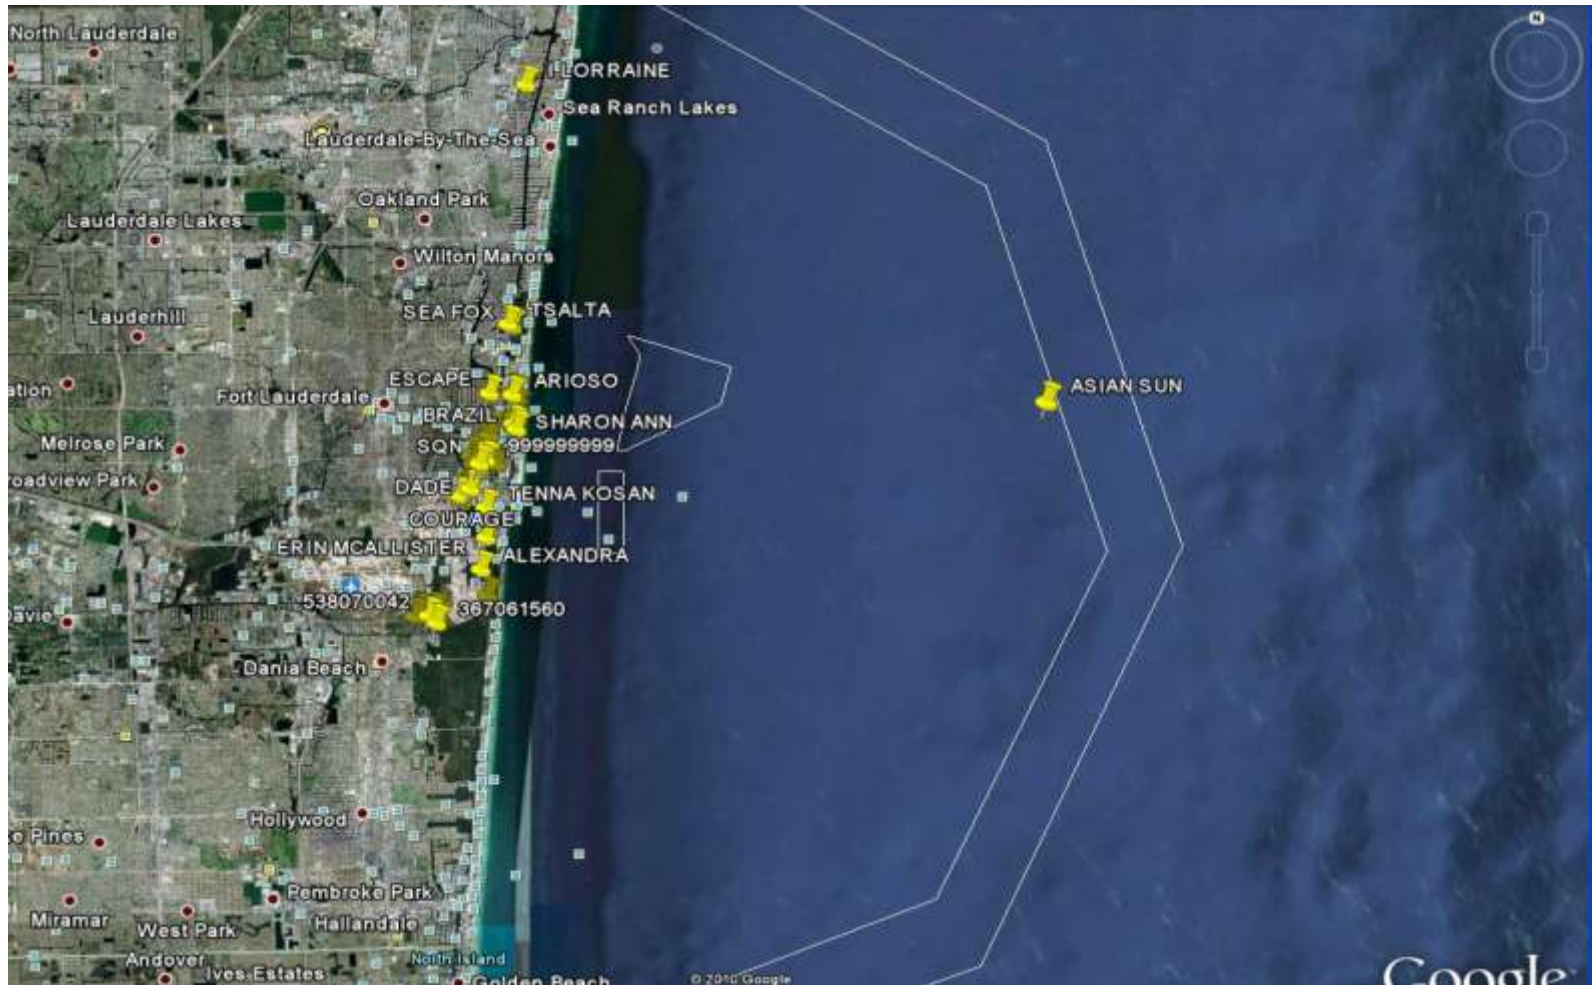 N
North Lauderdale
I LORRAINE
Sea Ranch Lakes
Lauderdale-By-The-Sea
Oakland Park
Lauderdale Lakes
Wilton Manors
SEA FOX
TSALTA
Lauderhill
ESCAPE
ARIOSO
ASIAN SUN
ation
Fort Lauderdale
BRAZIL
SHARON ANN
Melrose Park
SQN
999999999
roadview Park
DADE
TENNA KOSAN
COURAGE
ERIN MCALLISTER
ALEXANDRA
538070042
367061560
Davie
Dania Beach
Hollywood
e Pines
Pembroke Park
Miramar
West Park
Hallandale
Andover
North Island
Ives Estates
Golden Beach
© 2010 Google
Google